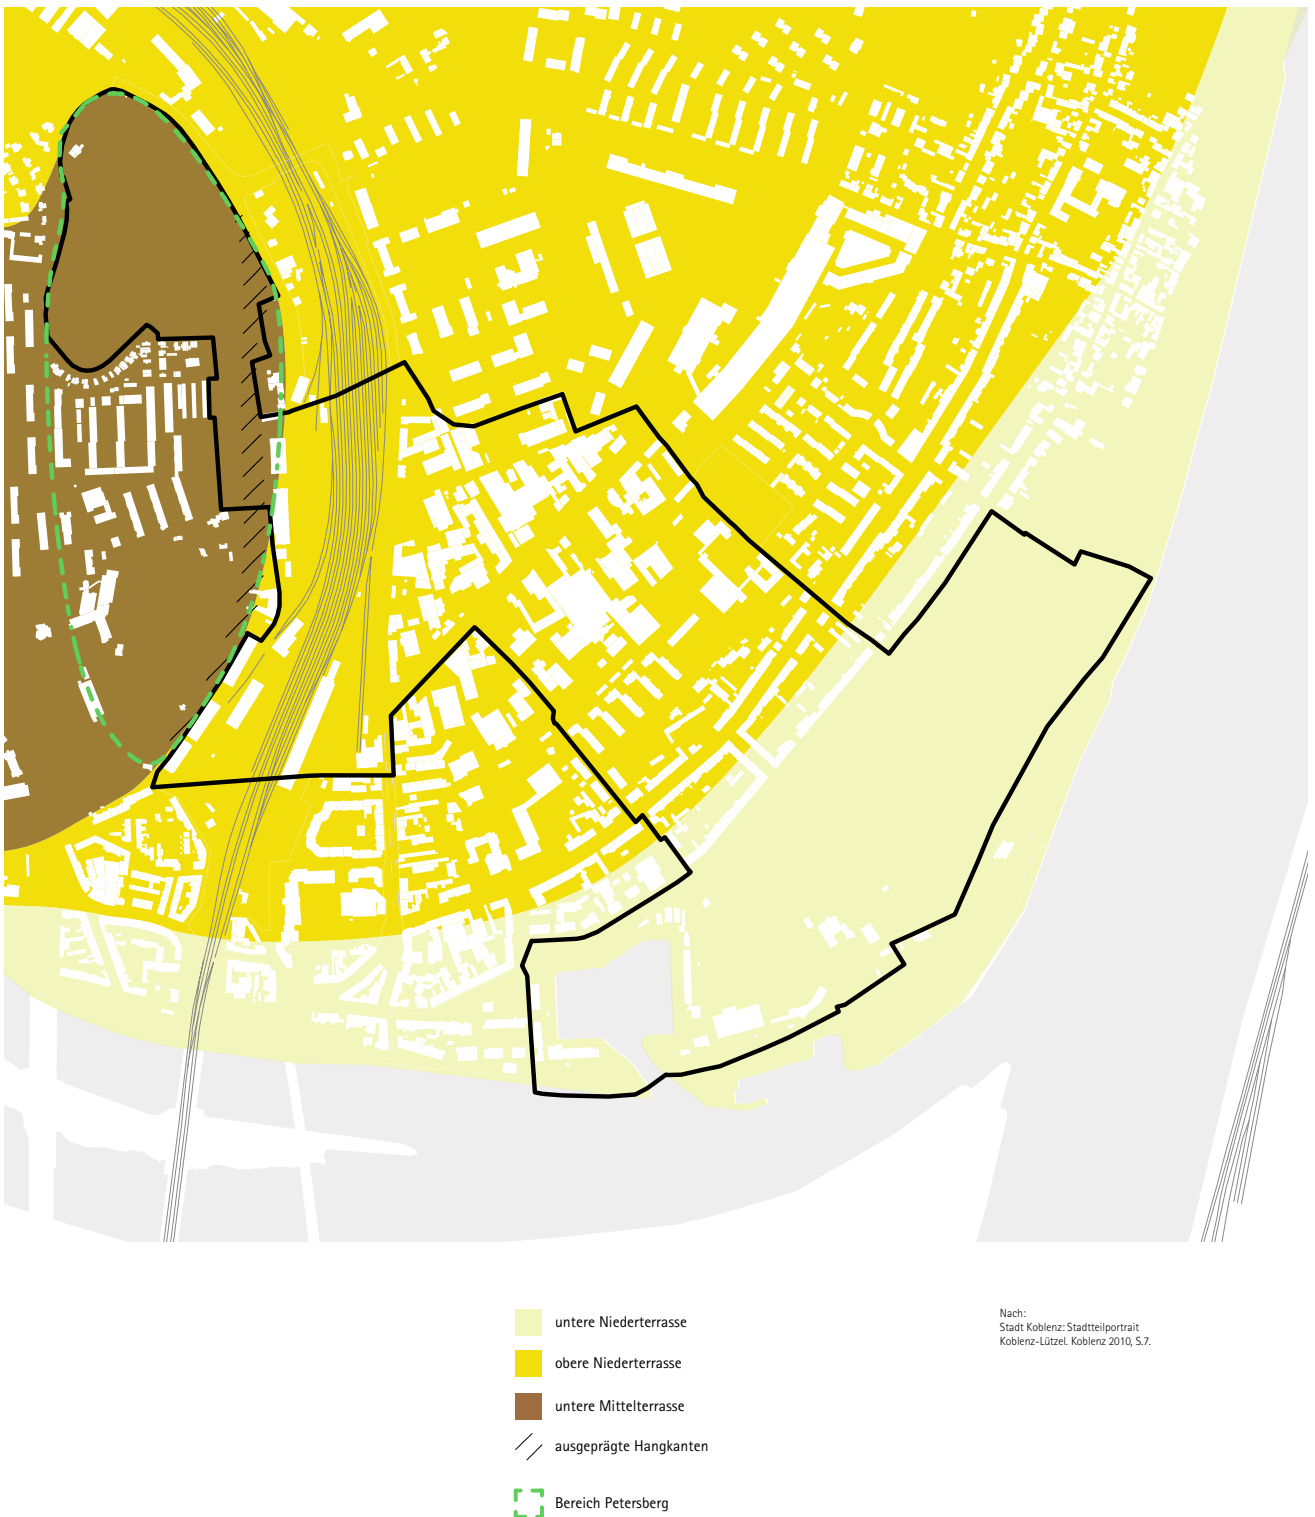 untere Niederterrasse
obere Niederterrasse
untere Mittelterrasse
ausgeprägte Hangkanten
Bereich Petersberg
Nach:
Stadt Koblenz: Stadtteilportrait
Koblenz-Lützel. Koblenz 2010, S.7.